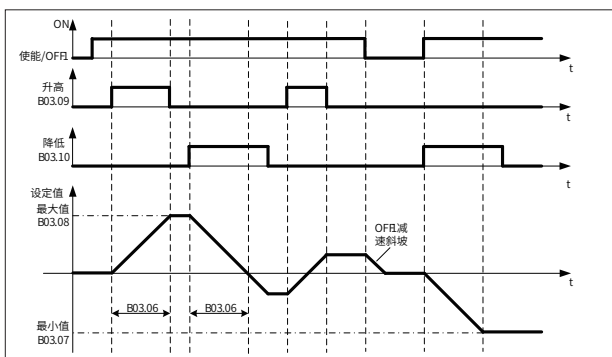 ON
使能/OFF1
t
升高
B03.09
t
降低
B03.10
t
设定值
最大值
B03.08
OFF1减
速斜坡
t
B03.06
B03.06
最小值
B03.07